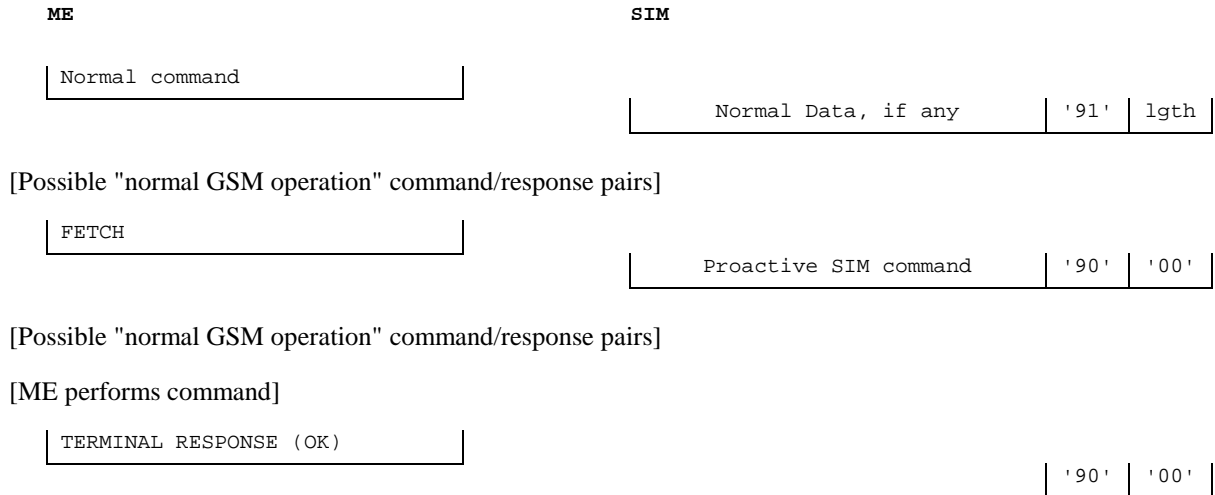 ME SIM
Normal command
Normal Data, if any '91' lgth
[Possible "normal GSM operation" command/response pairs]
FETCH
Proactive SIM command '90' '00'
[Possible "normal GSM operation" command/response pairs]
[ME performs command]
TERMINAL RESPONSE (OK)
'90' '00'